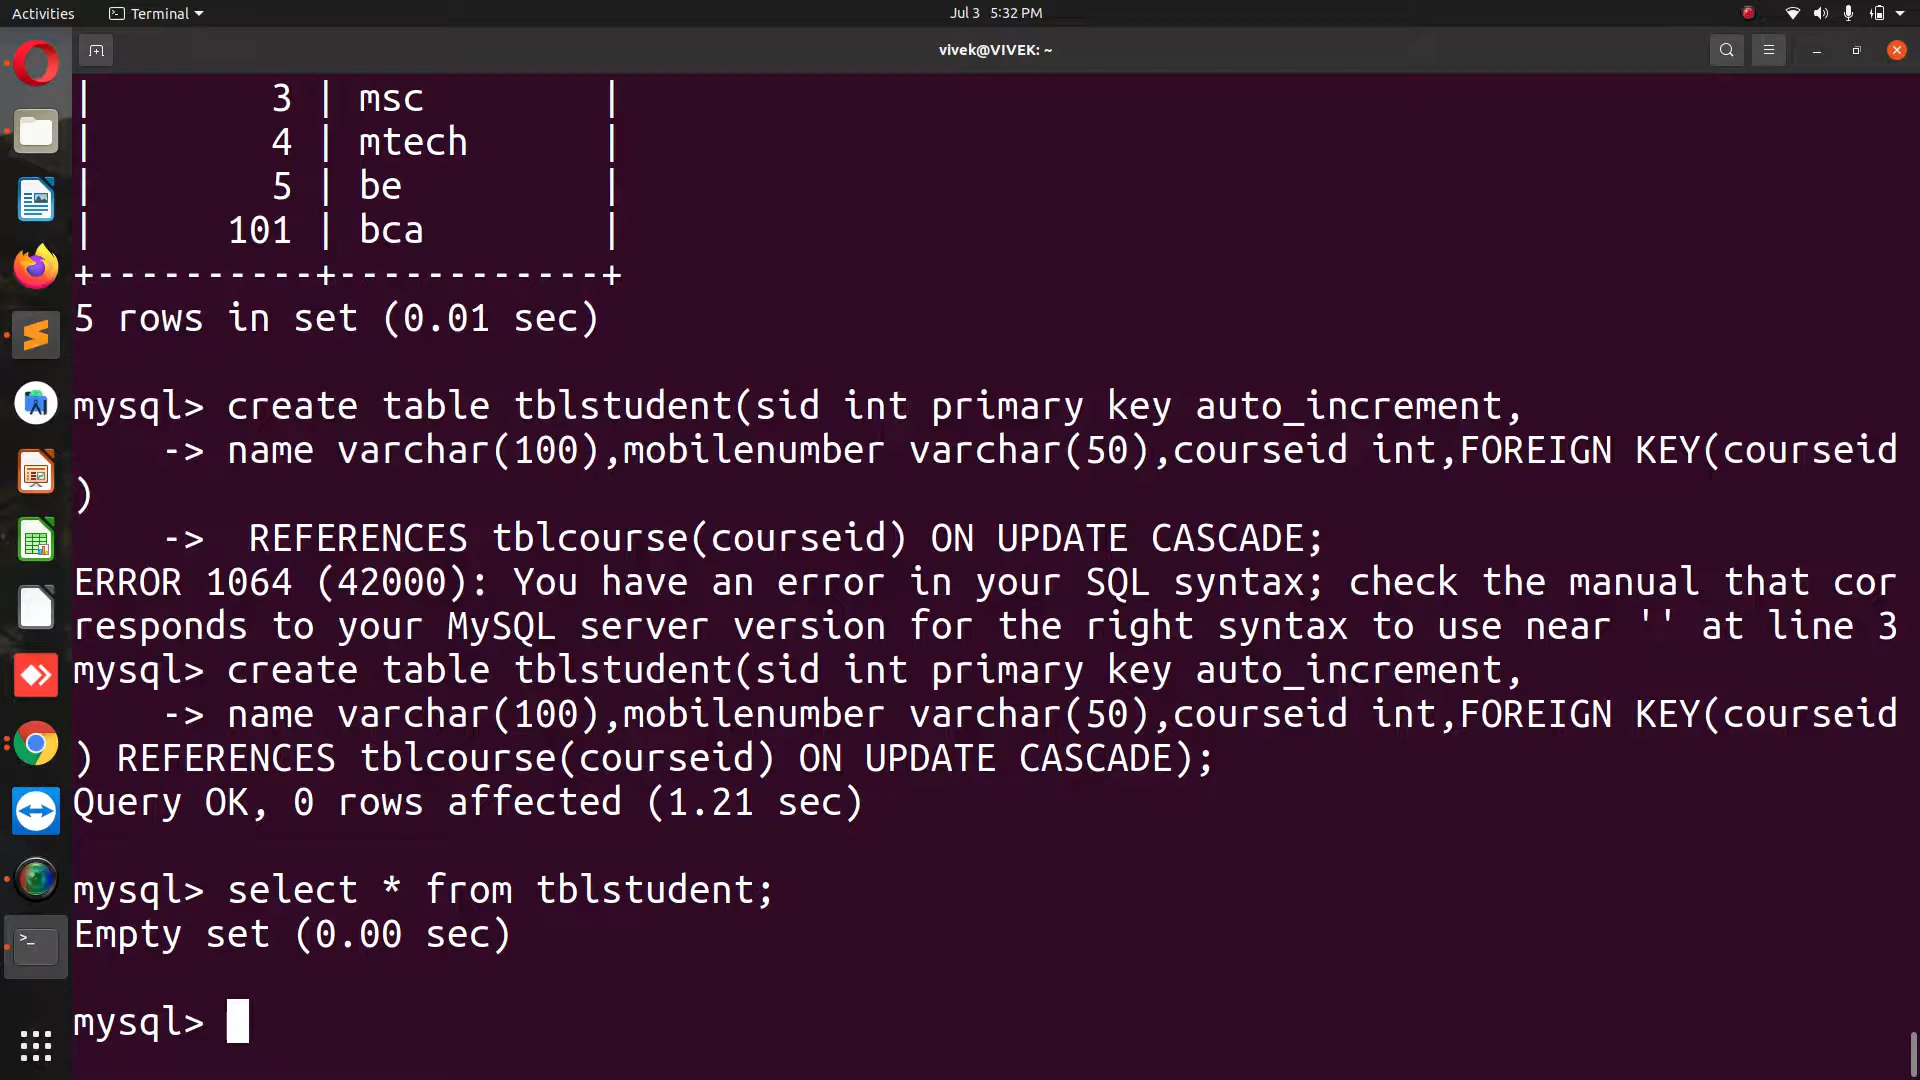 Activities Terminal Jul 3 5:32 PM
vivek@VIVEK: ~
| 3 | msc |
| 4 | mtech |
| 5 | be |
| 101 | bca |
+----------+------------+
5 rows in set (0.01 sec)
mysql> create table tblstudent(sid int primary key auto_increment,
-> name varchar(100),mobilenumber varchar(50),courseid int,FOREIGN KEY(courseid
)
-> REFERENCES tblcourse(courseid) ON UPDATE CASCADE;
ERROR 1064 (42000): You have an error in your SQL syntax; check the manual that cor
responds to your MySQL server version for the right syntax to use near '' at line 3
mysql> create table tblstudent(sid int primary key auto_increment,
-> name varchar(100),mobilenumber varchar(50),courseid int,FOREIGN KEY(courseid
) REFERENCES tblcourse(courseid) ON UPDATE CASCADE);
Query OK, 0 rows affected (1.21 sec)
mysql> select * from tblstudent;
Empty set (0.00 sec)
mysql>